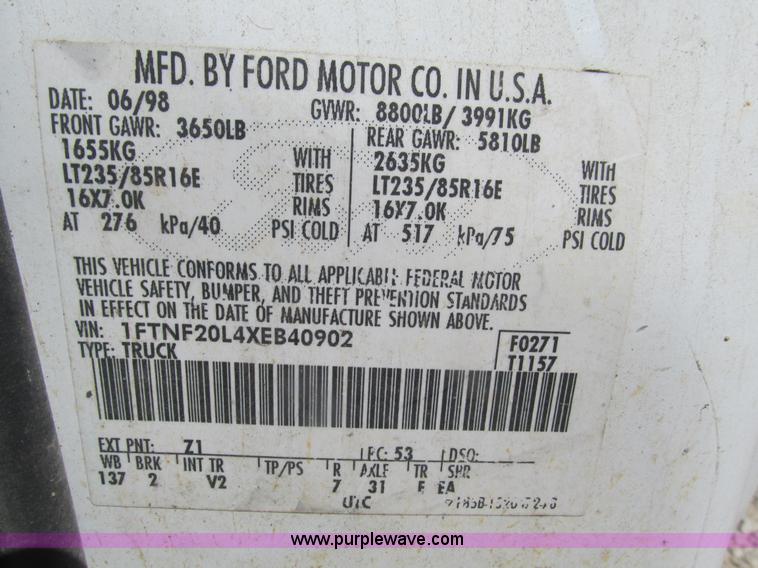 MFD. BY FORD MOTOR CO. IN U.S.A.
DATE: 06/98 GVWR: 8800LB/ 3991KG
FRONT GAWR: 3650LB REAR GAWR: 5810LB
1655KG WITH 2635KG WITH
LT235/85R16E TIRES LT235/85R16E TIRES
16X7.0K RIMS 16X7.0K RIMS
AT 276 kPa/40 PSI COLD AT 517 kPa/75 PSI COLD
THIS VEHICLE CONFORMS TO ALL APPLICABLE FEDERAL MOTOR
VEHICLE SAFETY, BUMPER, AND THEFT PREVENTION STANDARDS
IN EFFECT ON THE DATE OF MANUFACTURE SHOWN ABOVE.
VIN: 1FTNF20L4XEB40902 F0271
TYPE: TRUCK T1157
EXT PNT: Z1 RC: 53 DSO:
WB BRK INT TR TP/PS R AXLE TR SPR
137 2 V2 7 31 F EA
UTC
www.purplewave.com